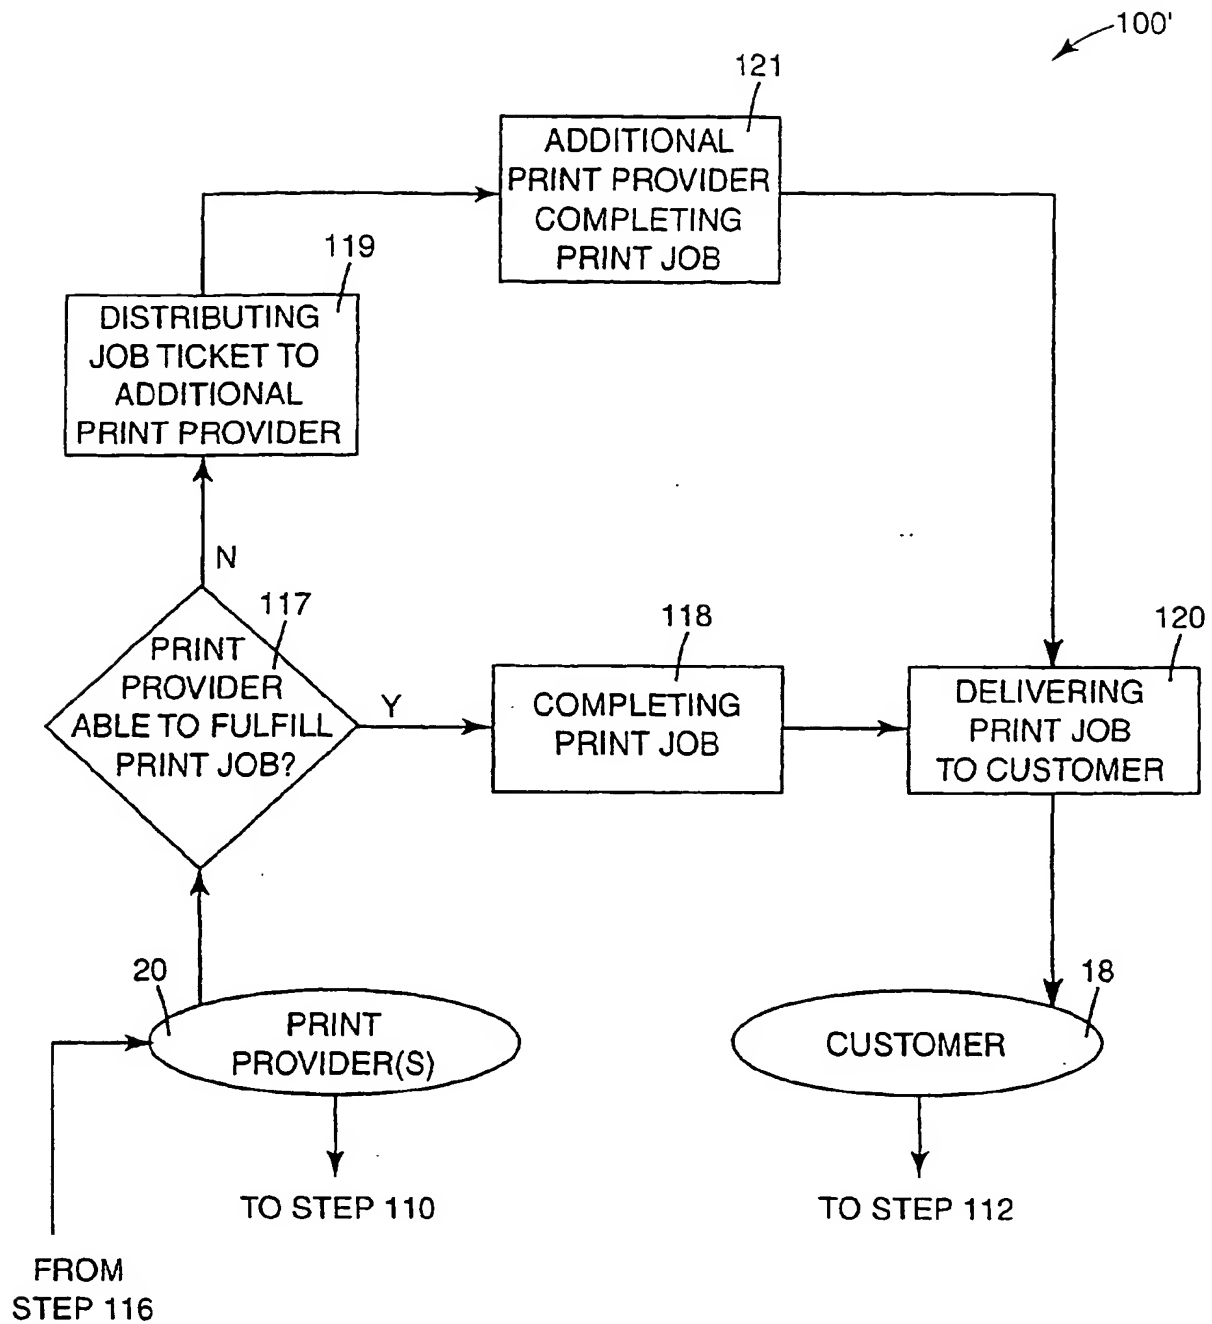 100'
121
ADDITIONAL
PRINT PROVIDER
COMPLETING
PRINT JOB
119
DISTRIBUTING
JOB TICKET TO
ADDITIONAL
PRINT PROVIDER
N
117
PRINT
PROVIDER
ABLE TO FULFILL
PRINT JOB?
Y
118
COMPLETING
PRINT JOB
120
DELIVERING
PRINT JOB
TO CUSTOMER
20
PRINT
PROVIDER(S)
18
CUSTOMER
TO STEP 110
TO STEP 112
FROM
STEP 116